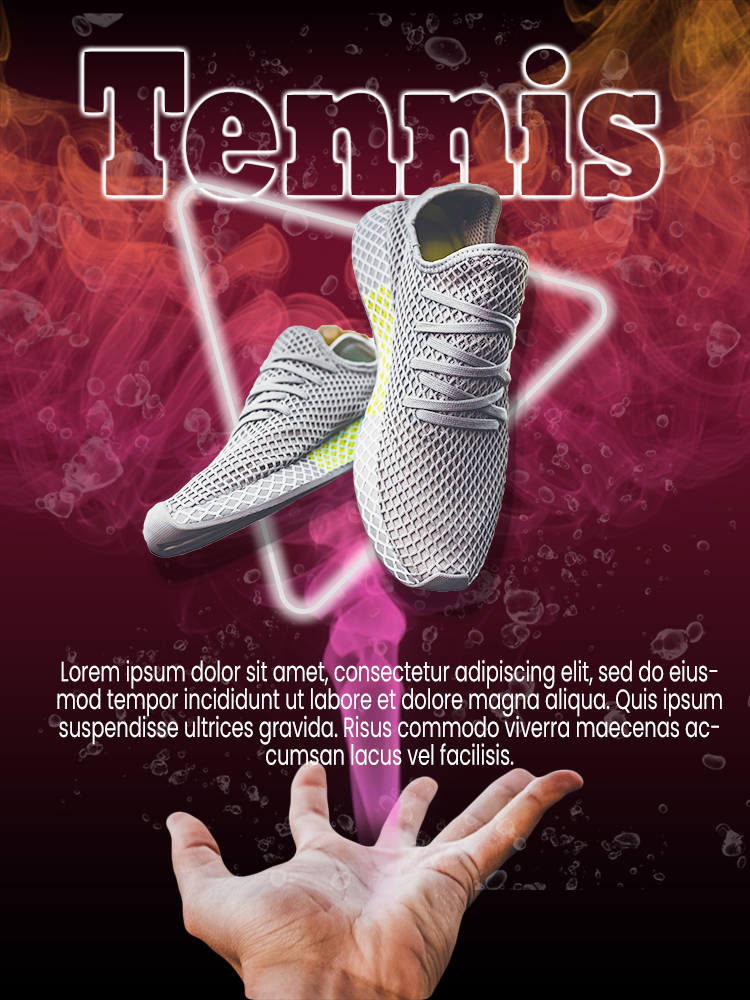 Tennis
Lorem ipsum dolor sit amet, consectetur adipiscing elit, sed do eius-
mod tempor incididunt ut labore et dolore magna aliqua. Quis ipsum
suspendisse ultrices gravida. Risus commodo viverra maecenas ac-
cumsan lacus vel facilisis.